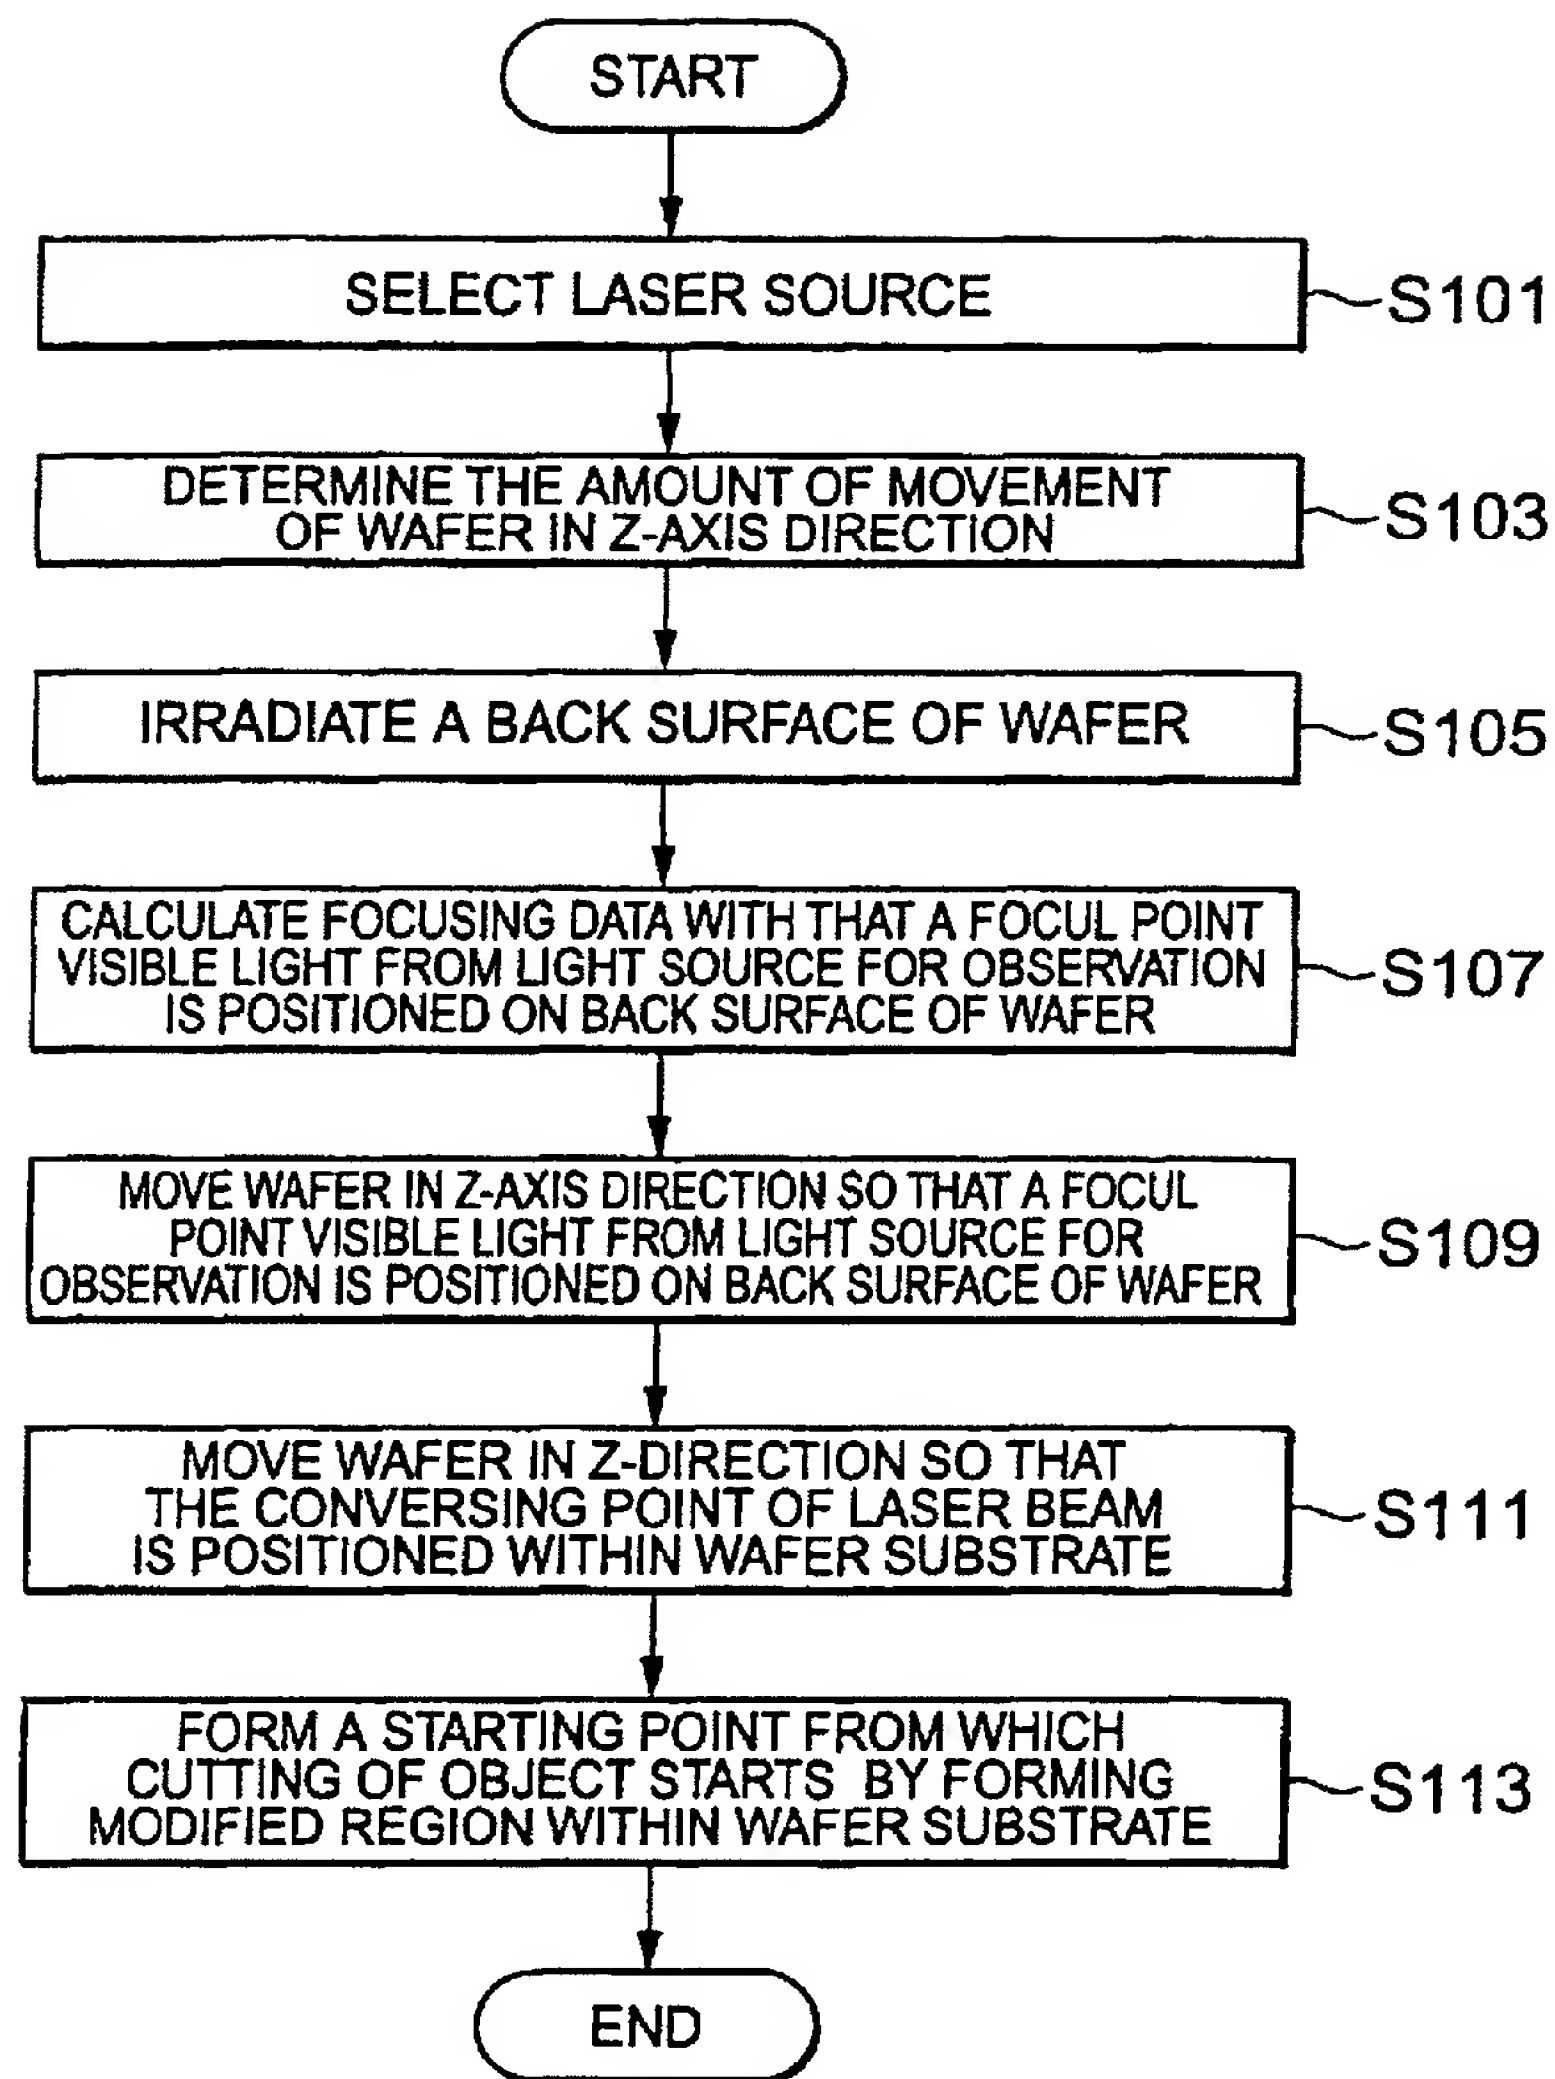 START
SELECT LASER SOURCE
S101
DETERMINE THE AMOUNT OF MOVEMENT
OF WAFER IN Z-AXIS DIRECTION
S103
IRRADIATE A BACK SURFACE OF WAFER
S105
CALCULATE FOCUSING DATA WITH THAT A FOCUL POINT
VISIBLE LIGHT FROM LIGHT SOURCE FOR OBSERVATION
IS POSITIONED ON BACK SURFACE OF WAFER
S107
MOVE WAFER IN Z-AXIS DIRECTION SO THAT A FOCUL
POINT VISIBLE LIGHT FROM LIGHT SOURCE FOR
OBSERVATION IS POSITIONED ON BACK SURFACE OF WAFER
S109
MOVE WAFER IN Z-DIRECTION SO THAT
THE CONVERSING POINT OF LASER BEAM
IS POSITIONED WITHIN WAFER SUBSTRATE
S111
FORM A STARTING POINT FROM WHICH
CUTTING OF OBJECT STARTS BY FORMING
MODIFIED REGION WITHIN WAFER SUBSTRATE
S113
END